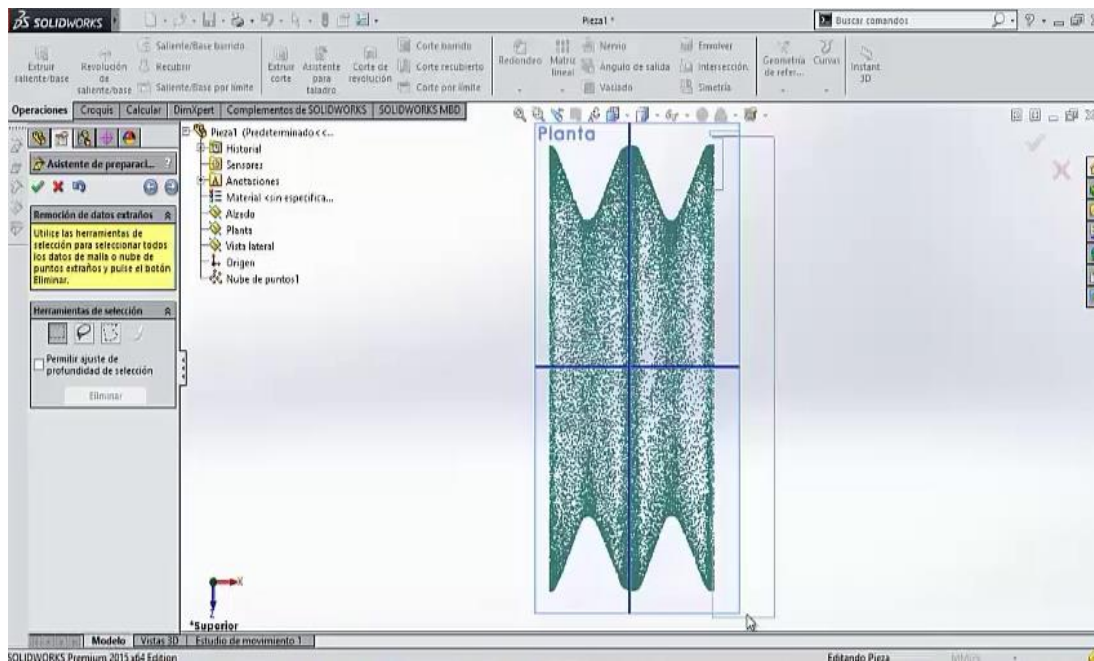 SOLIDWORKS
Pieza1 *
Buscar comandos
Extruir saliente/base
Revolución de saliente/base
Saliente/Base barrido
Recubrir
Saliente/Base por límite
Extruir corte
Asistente para taladro
Corte de revolución
Corte barrido
Corte recubierto
Corte por límite
Redondeo
Matriz lineal
Nervio
Angulo de salida
Vaciado
Envolver
Intersección
Simetría
Geometría de refer...
Curvas
Instant 3D
Operaciones
Croquis
Calcular
DimXpert
Complementos de SOLIDWORKS
SOLIDWORKS MBD
Asistente de preparaci...
?
Remoción de datos extraños
Utilice las herramientas de
selección para seleccionar todos
los datos de malla o nube de
puntos extraños y pulse el botón
Eliminar.
Herramientas de selección
Permitir ajuste de
profundidad de selección
Eliminar
Pieza1 (Predeterminado<<...
Historial
Sensores
Anotaciones
Material <sin especifica...
Alzado
Planta
Vista lateral
Origen
Nube de puntos1
Planta
X
Z
*Superior
Modelo
Vistas 3D
Estudio de movimiento 1
SOLIDWORKS Premium 2015 x64 Edition
Editando Pieza